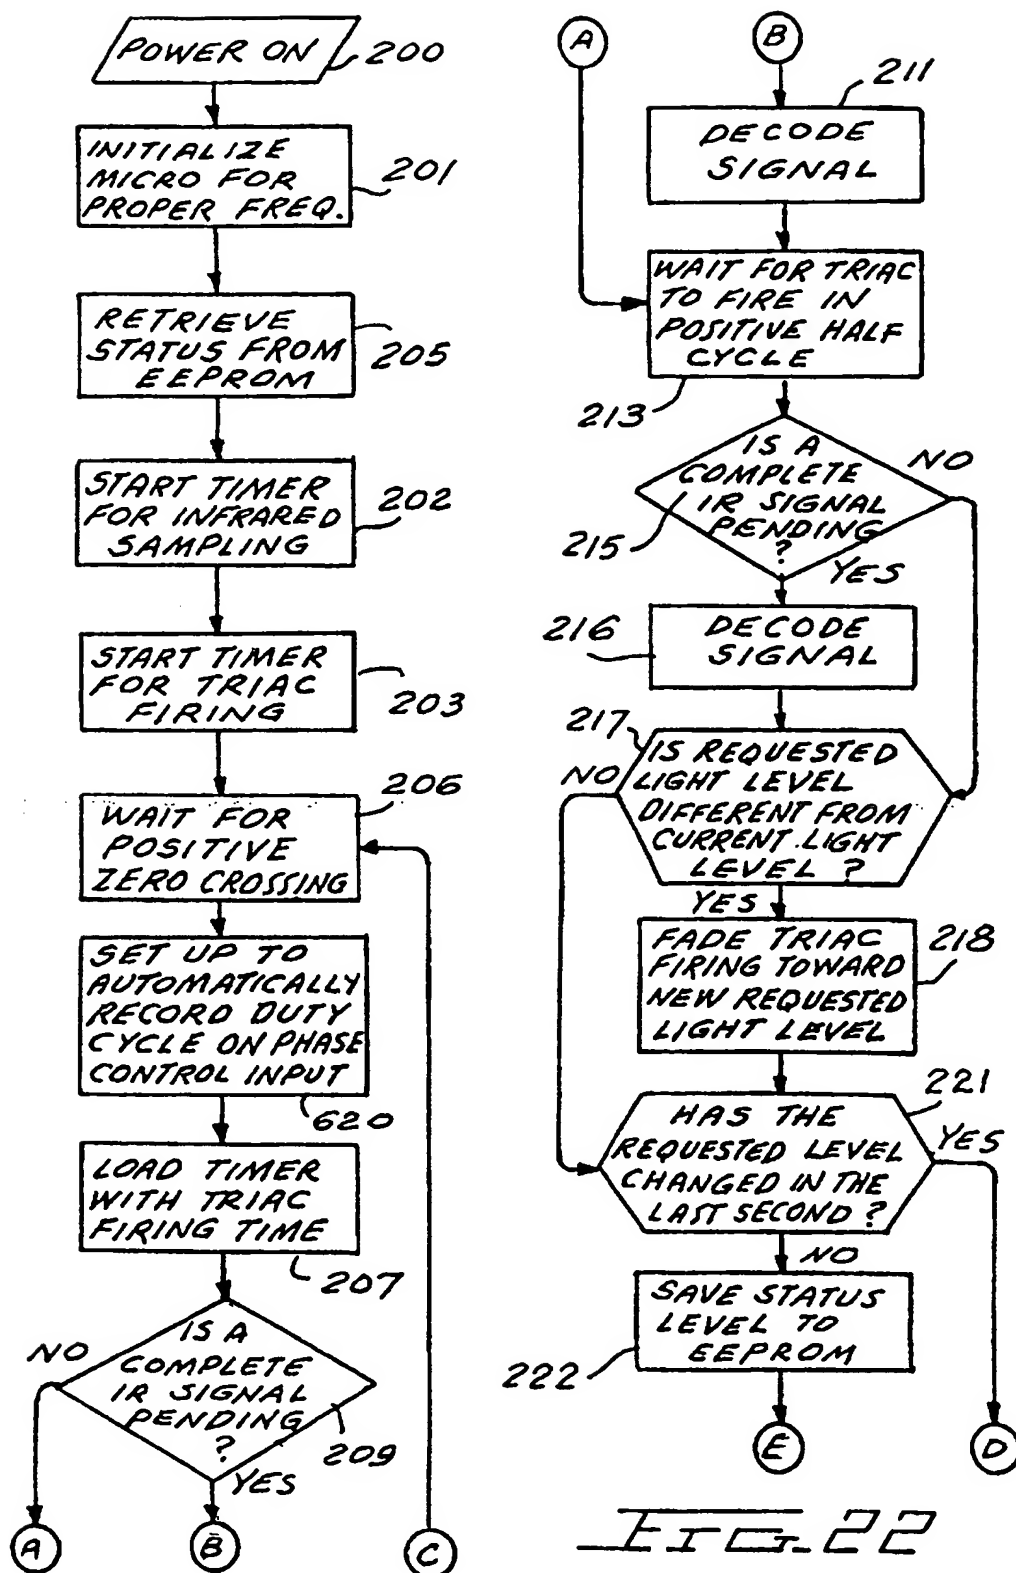 POWER ON
200
INITIALIZE
MICRO FOR
PROPER FREQ.
201
RETRIEVE
STATUS FROM
EEPROM
205
START TIMER
FOR INFRARED
SAMPLING
202
START TIMER
FOR TRIAC
FIRING
203
206
WAIT FOR
POSITIVE
ZERO CROSSING
SET UP TO
AUTOMATICALLY
RECORD DUTY
CYCLE ON PHASE
CONTROL INPUT
620
LOAD TIMER
WITH TRIAC
FIRING TIME
207
IS A
COMPLETE
IR SIGNAL
PENDING
?
NO
209
YES
A
B
C
A
B
211
DECODE
SIGNAL
WAIT FOR TRIAC
TO FIRE IN
POSITIVE HALF
CYCLE
213
IS A
COMPLETE
IR SIGNAL
PENDING
?
NO
215
YES
216
DECODE
SIGNAL
217
IS REQUESTED
LIGHT LEVEL
DIFFERENT FROM
CURRENT LIGHT
LEVEL ?
NO
YES
FADE TRIAC
FIRING TOWARD
NEW REQUESTED
LIGHT LEVEL
218
221
HAS THE
REQUESTED LEVEL
CHANGED IN THE
LAST SECOND ?
YES
NO
SAVE STATUS
LEVEL TO
EEPROM
222
E
D
FIG. 22